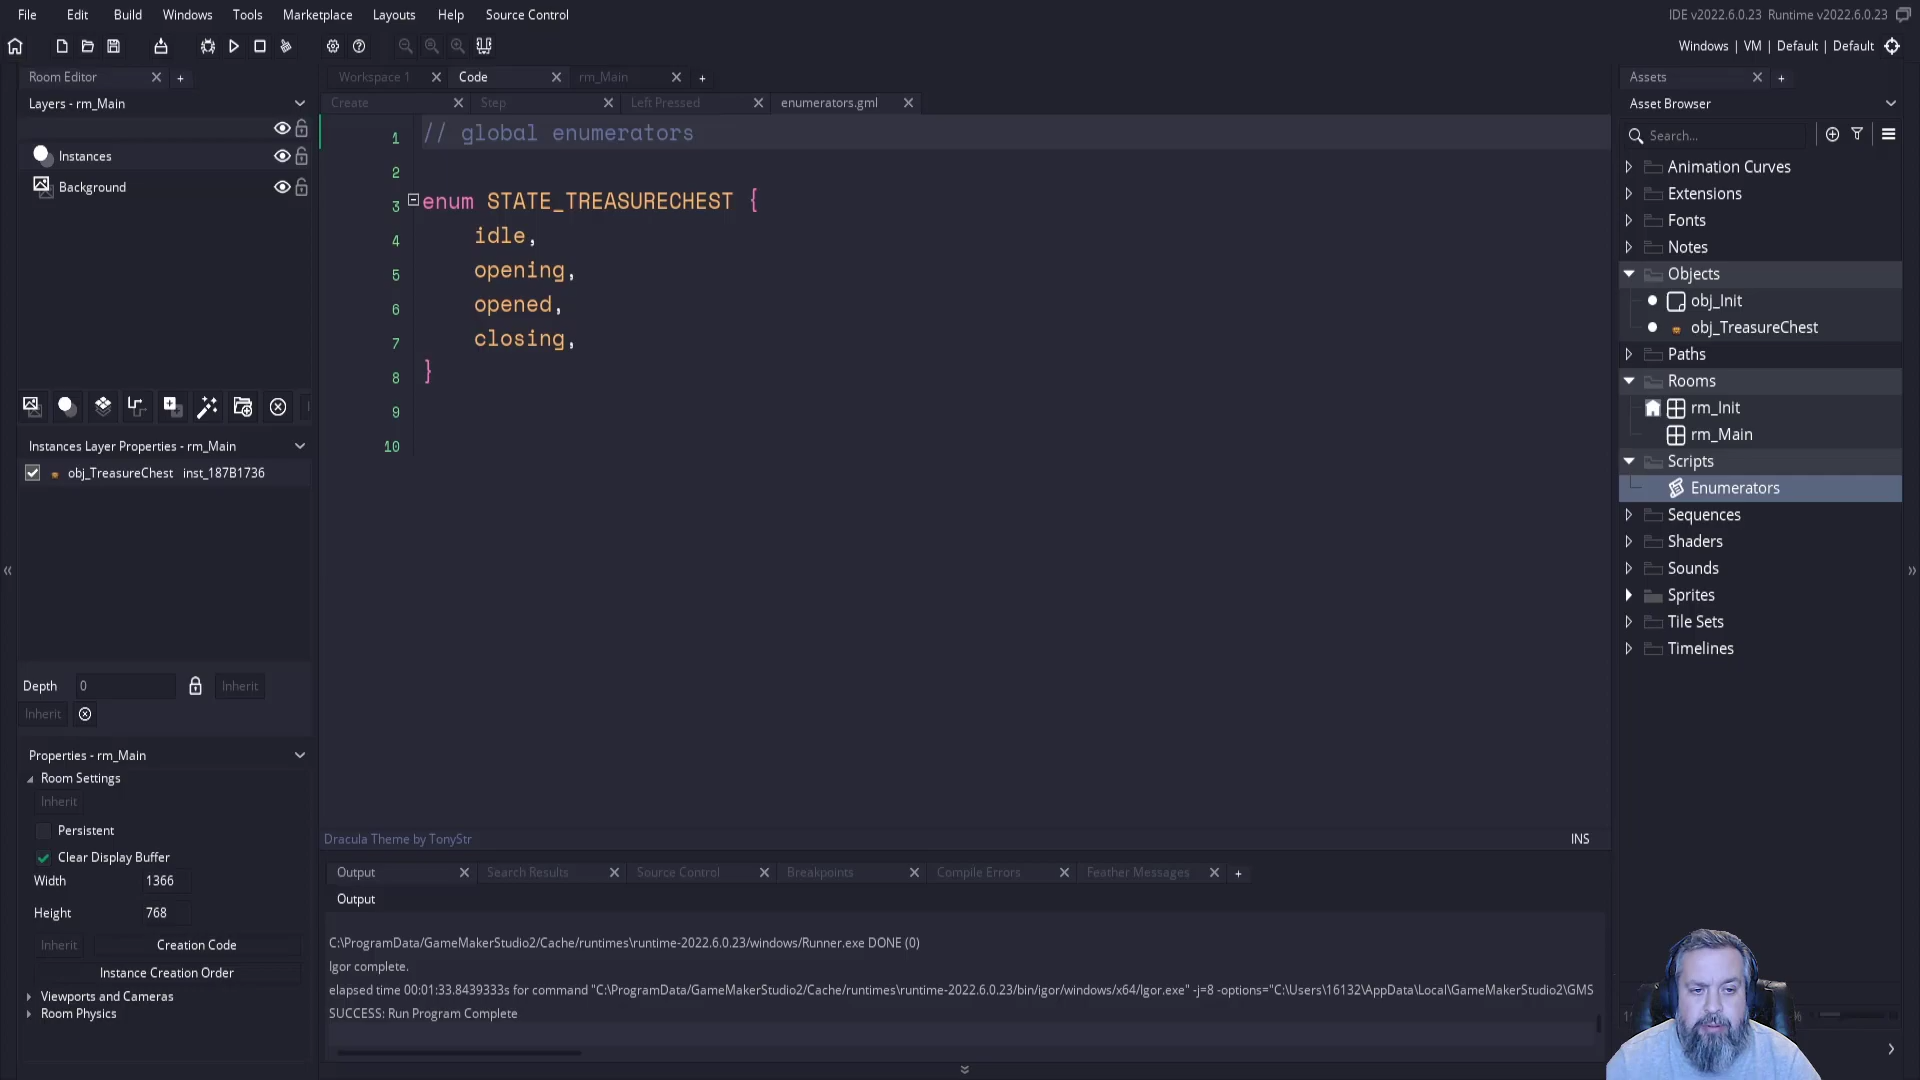 File Edit Build Windows Tools Marketplace Layouts Help Source Control
IDE v2022.6.0.23 Runtime v2022.6.0.23
Windows | VM | Default | Default
Room Editor
Layers - rm_Main
Instances
Background
Instances Layer Properties - rm_Main
obj_TreasureChest inst_187B1736
Depth 0 Inherit
Inherit
Properties - rm_Main
Room Settings
Inherit
Persistent
Clear Display Buffer
Width 1366
Height 768
Inherit Creation Code
Instance Creation Order
Viewports and Cameras
Room Physics
Workspace 1 Code rm_Main +
Create Step Left Pressed enumerators.gml
1 // global enumerators
2
3 enum STATE_TREASURECHEST {
4 idle,
5 opening,
6 opened,
7 closing,
8 }
9
10
Dracula Theme by TonyStr
INS
Output Search Results Source Control Breakpoints Compile Errors Feather Messages +
Output
C:\ProgramData/GameMakerStudio2/Cache/runtimes\runtime-2022.6.0.23/windows/Runner.exe DONE (0)
Igor complete.
elapsed time 00:01:33.8439333s for command "C:\ProgramData/GameMakerStudio2/Cache/runtimes\runtime-2022.6.0.23/bin/igor/windows/x64/Igor.exe" -j=8 -options="C:\Users\16132\AppData\Local\GameMakerStudio2\GMS
SUCCESS: Run Program Complete
Assets
Asset Browser
Search...
Animation Curves
Extensions
Fonts
Notes
Objects
obj_Init
obj_TreasureChest
Paths
Rooms
rm_Init
rm_Main
Scripts
Enumerators
Sequences
Shaders
Sounds
Sprites
Tile Sets
Timelines